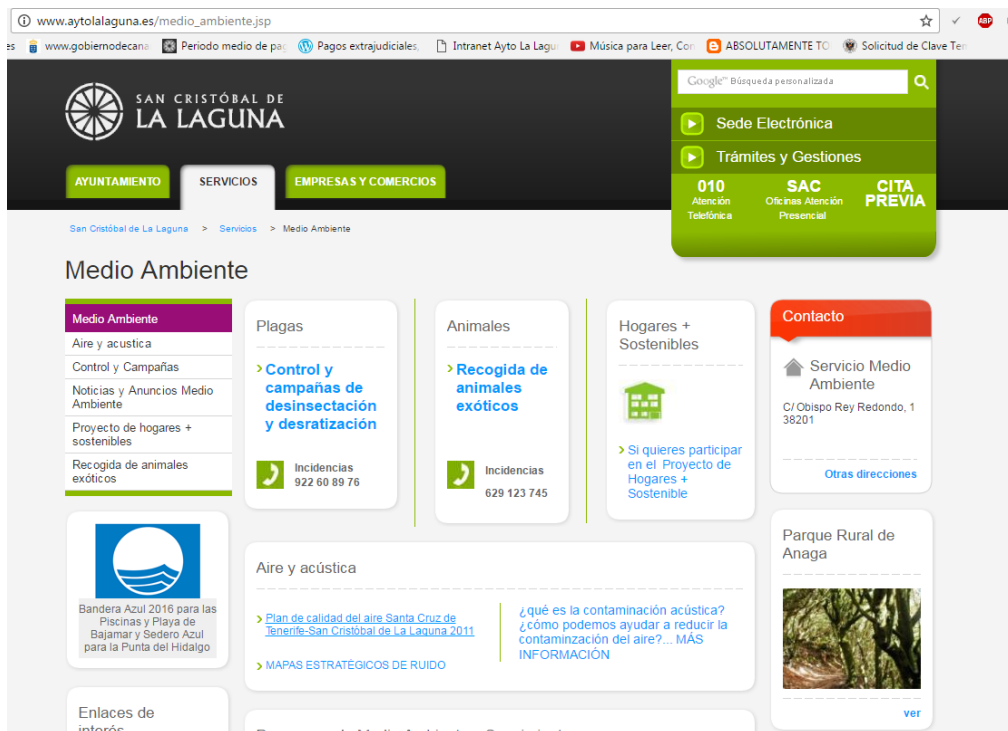 www.aytolalaguna.es/medio_ambiente.jsp
ABP
es www.gobiernodecana Periodo medio de pag Pagos extrajudiciales, Intranet Ayto La Lagu Música para Leer, Con ABSOLUTAMENTE TO Solicitud de Clave Ten
SAN CRISTÓBAL DE
LA LAGUNA
Google™ Búsqueda personalizada
Sede Electrónica
Trámites y Gestiones
010
Atención
Telefónica
SAC
Oficinas Atención
Presencial
CITA
PREVIA
AYUNTAMIENTO
SERVICIOS
EMPRESAS Y COMERCIOS
San Cristóbal de La Laguna > Servicios > Medio Ambiente
Medio Ambiente
Medio Ambiente
Aire y acustica
Control y Campañas
Noticias y Anuncios Medio
Ambiente
Proyecto de hogares +
sostenibles
Recogida de animales
exóticos
Plagas
Control y
campañas de
desinsectación
y desratización
Incidencias
922 60 89 76
Animales
Recogida de
animales
exóticos
Incidencias
629 123 745
Hogares +
Sostenibles
Si quieres participar
en el Proyecto de
Hogares +
Sostenible
Contacto
Servicio Medio
Ambiente
C/ Obispo Rey Redondo, 1
38201
Otras direcciones
Bandera Azul 2016 para las
Piscinas y Playa de
Bajamar y Sedero Azul
para la Punta del Hidalgo
Aire y acústica
Plan de calidad del aire Santa Cruz de
Tenerife-San Cristóbal de La Laguna 2011
MAPAS ESTRATÉGICOS DE RUIDO
¿qué es la contaminación acústica?
¿cómo podemos ayudar a reducir la
contaminzación del aire?... MÁS
INFORMACIÓN
Parque Rural de
Anaga
ver
Enlaces de
interés